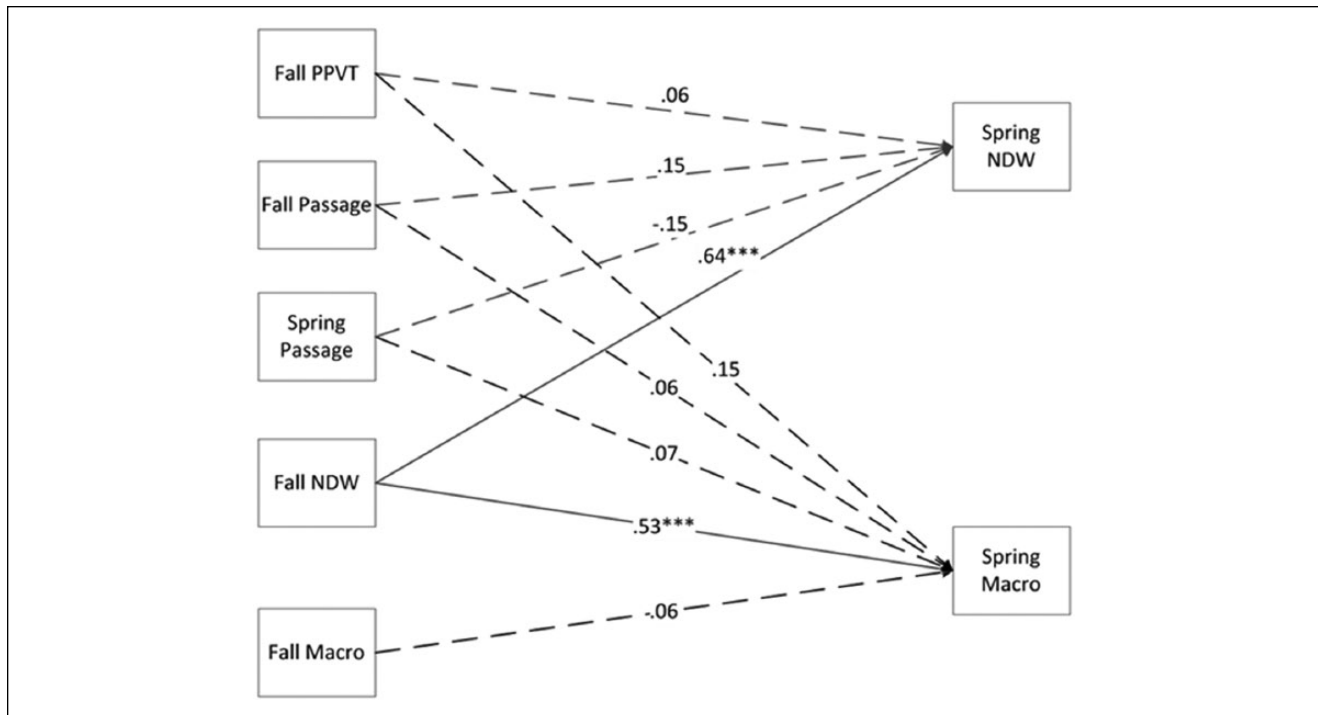 Fall PPVT
.06
Spring
NDW
.15
Fall Passage
-.15
.64***
Spring
Passage
.15
.06
.07
Fall NDW
.53***
Spring
Macro
-.06
Fall Macro